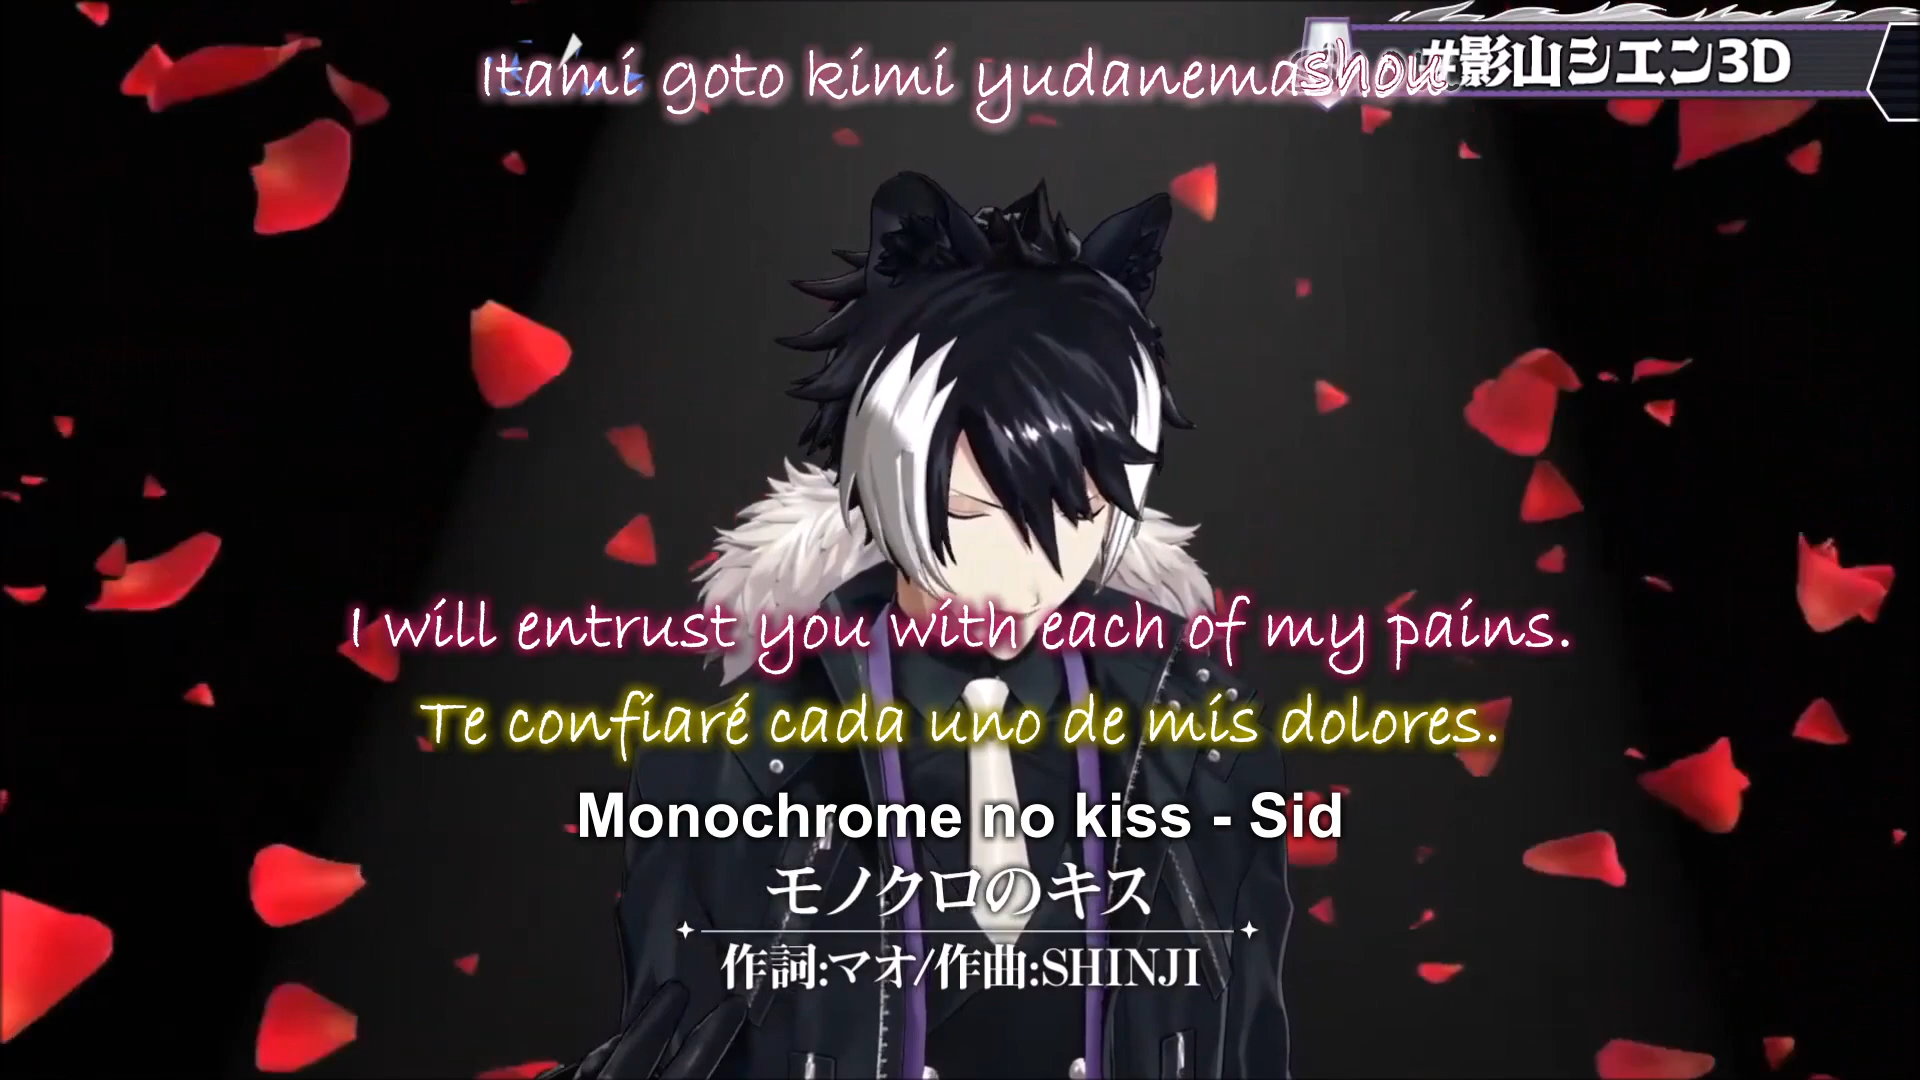 Itami goto kimi yudanemashou
#影山シエン3D
I will entrust you with each of my pains.
Te confiaré cada uno de mis dolores.
Monochrome no kiss - Sid
モノクロのキス
作詞:マオ/作曲:SHINJI